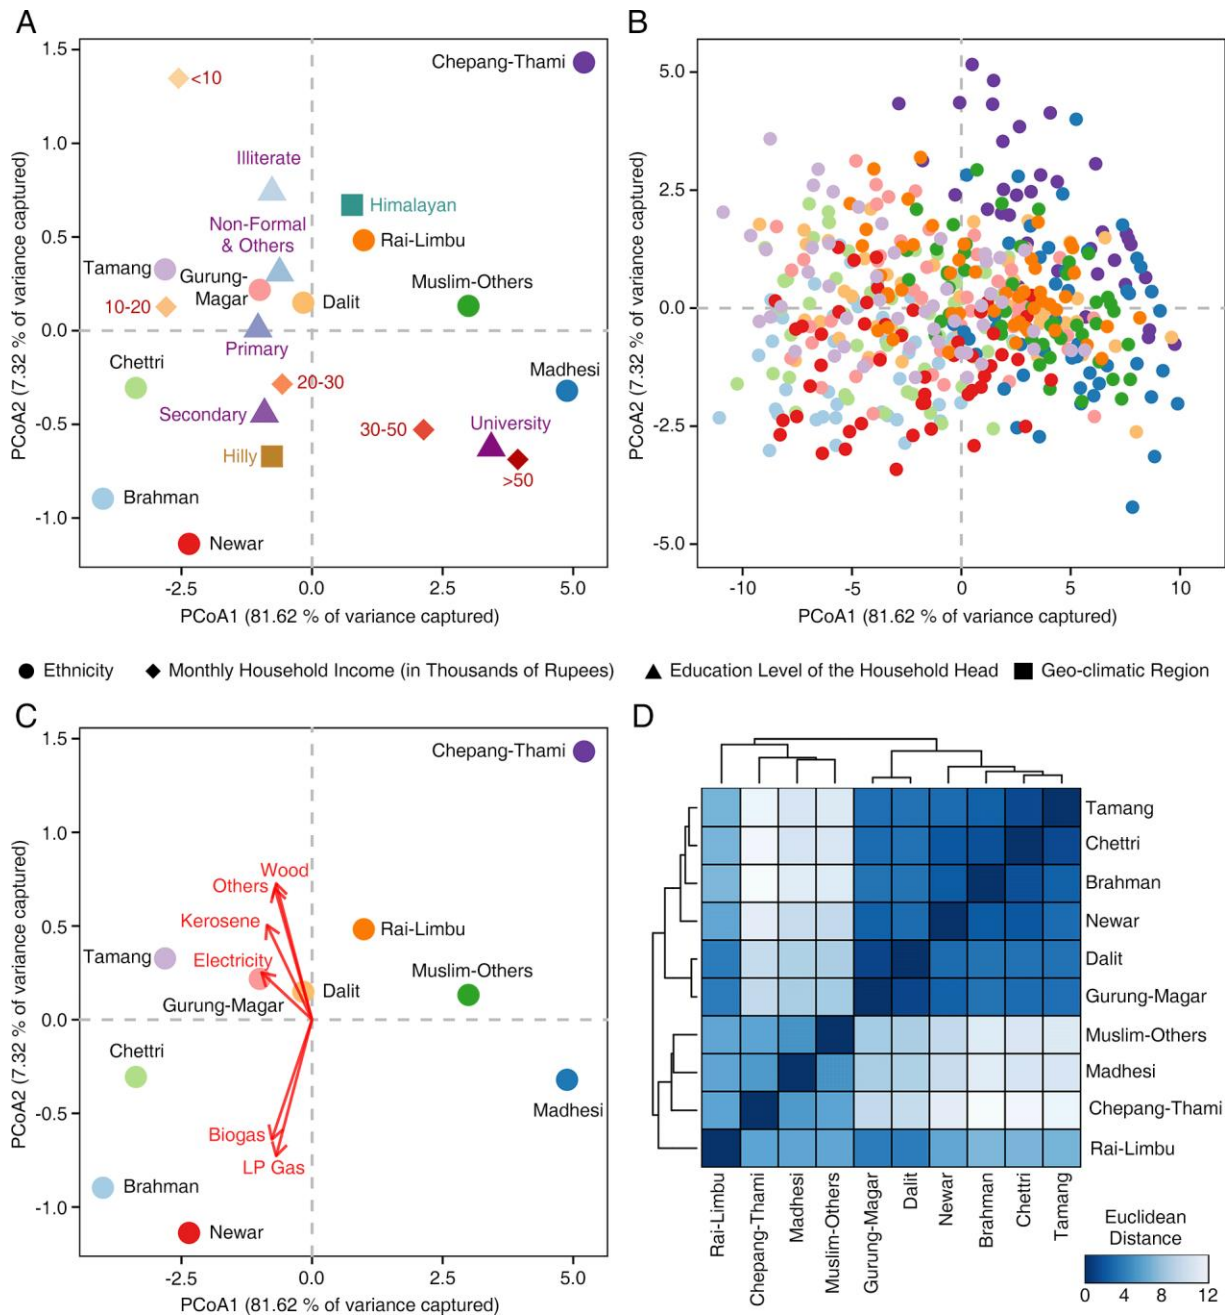 A
1.5
1.0
0.5
0.0
-0.5
-1.0
PCoA2 (7.32 % of variance captured)
<10
Chepang-Thami
Illiterate
Himalayan
Non-Formal
& Others
Rai-Limbu
Tamang
Gurung-
Magar
Dalit
Muslim-Others
10-20
Primary
Chettri
20-30
Madhesi
Secondary
30-50
University
Hilly
>50
Brahman
Newar
-2.5
0.0
2.5
5.0
PCoA1 (81.62 % of variance captured)
B
5.0
2.5
0.0
-2.5
-5.0
PCoA2 (7.32 % of variance captured)
-10
-5
0
5
10
PCoA1 (81.62 % of variance captured)
Ethnicity
Monthly Household Income (in Thousands of Rupees)
Education Level of the Household Head
Geo-climatic Region
C
1.5
1.0
0.5
0.0
-0.5
-1.0
PCoA2 (7.32 % of variance captured)
Chepang-Thami
Wood
Others
Kerosene
Rai-Limbu
Tamang
Electricity
Muslim-Others
Gurung-Magar
Dalit
Chettri
Madhesi
Biogas
LP Gas
Brahman
Newar
-2.5
0.0
2.5
5.0
PCoA1 (81.62 % of variance captured)
D
Tamang
Chettri
Brahman
Newar
Dalit
Gurung-Magar
Muslim-Others
Madhesi
Chepang-Thami
Rai-Limbu
Rai-Limbu
Chepang-Thami
Madhesi
Muslim-Others
Gurung-Magar
Dalit
Newar
Brahman
Chettri
Tamang
Euclidean
Distance
0
4
8
12